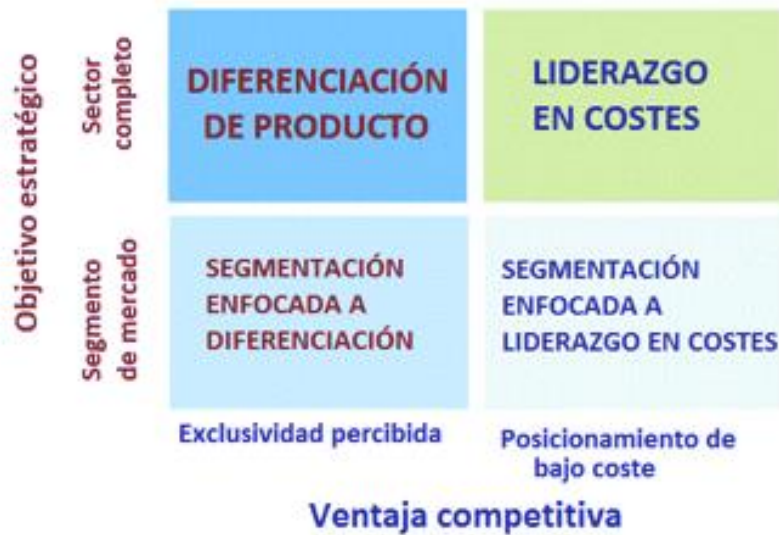 Objetivo estratégico
Sector
completo
DIFERENCIACIÓN
DE PRODUCTO
LIDERAZGO
EN COSTES
Segmento
de mercado
SEGMENTACIÓN
ENFOCADA A
DIFERENCIACIÓN
SEGMENTACIÓN
ENFOCADA A
LIDERAZGO EN COSTES
Exclusividad percibida
Posicionamiento de
bajo coste
Ventaja competitiva